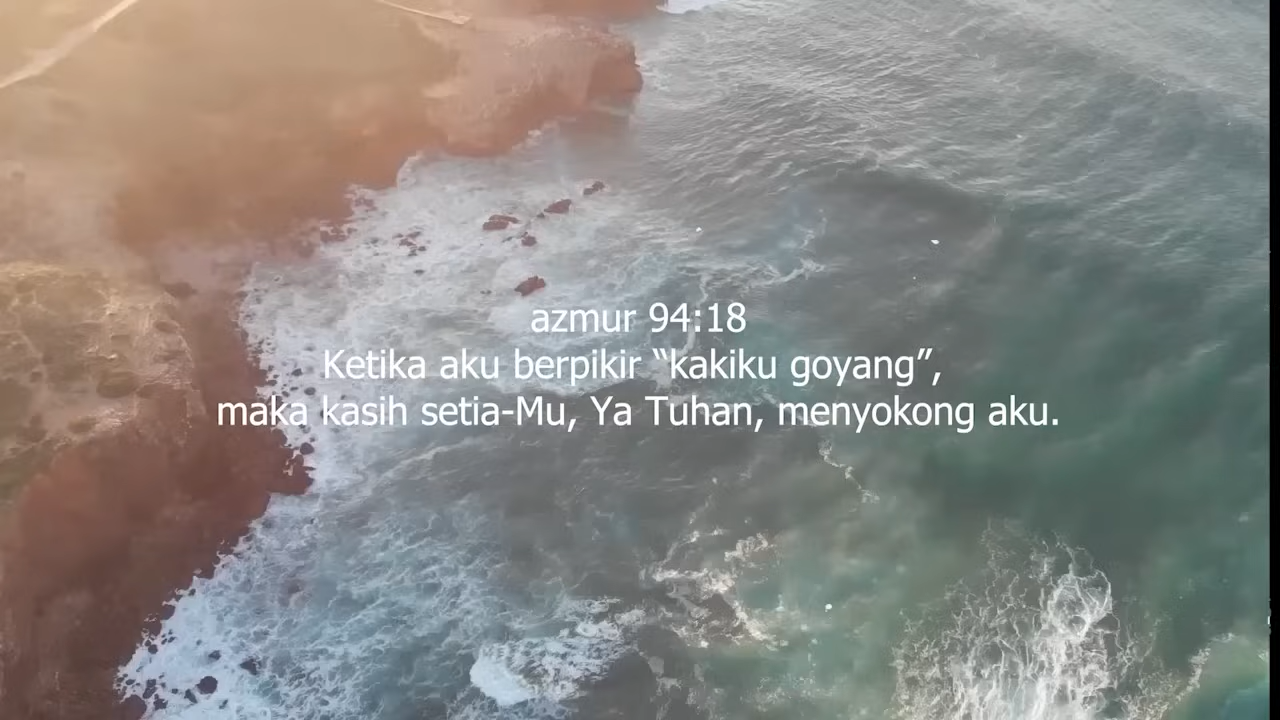 azmur 94:18
Ketika aku berpikir “kakiku goyang”,
maka kasih setia-Mu, Ya Tuhan, menyokong aku.